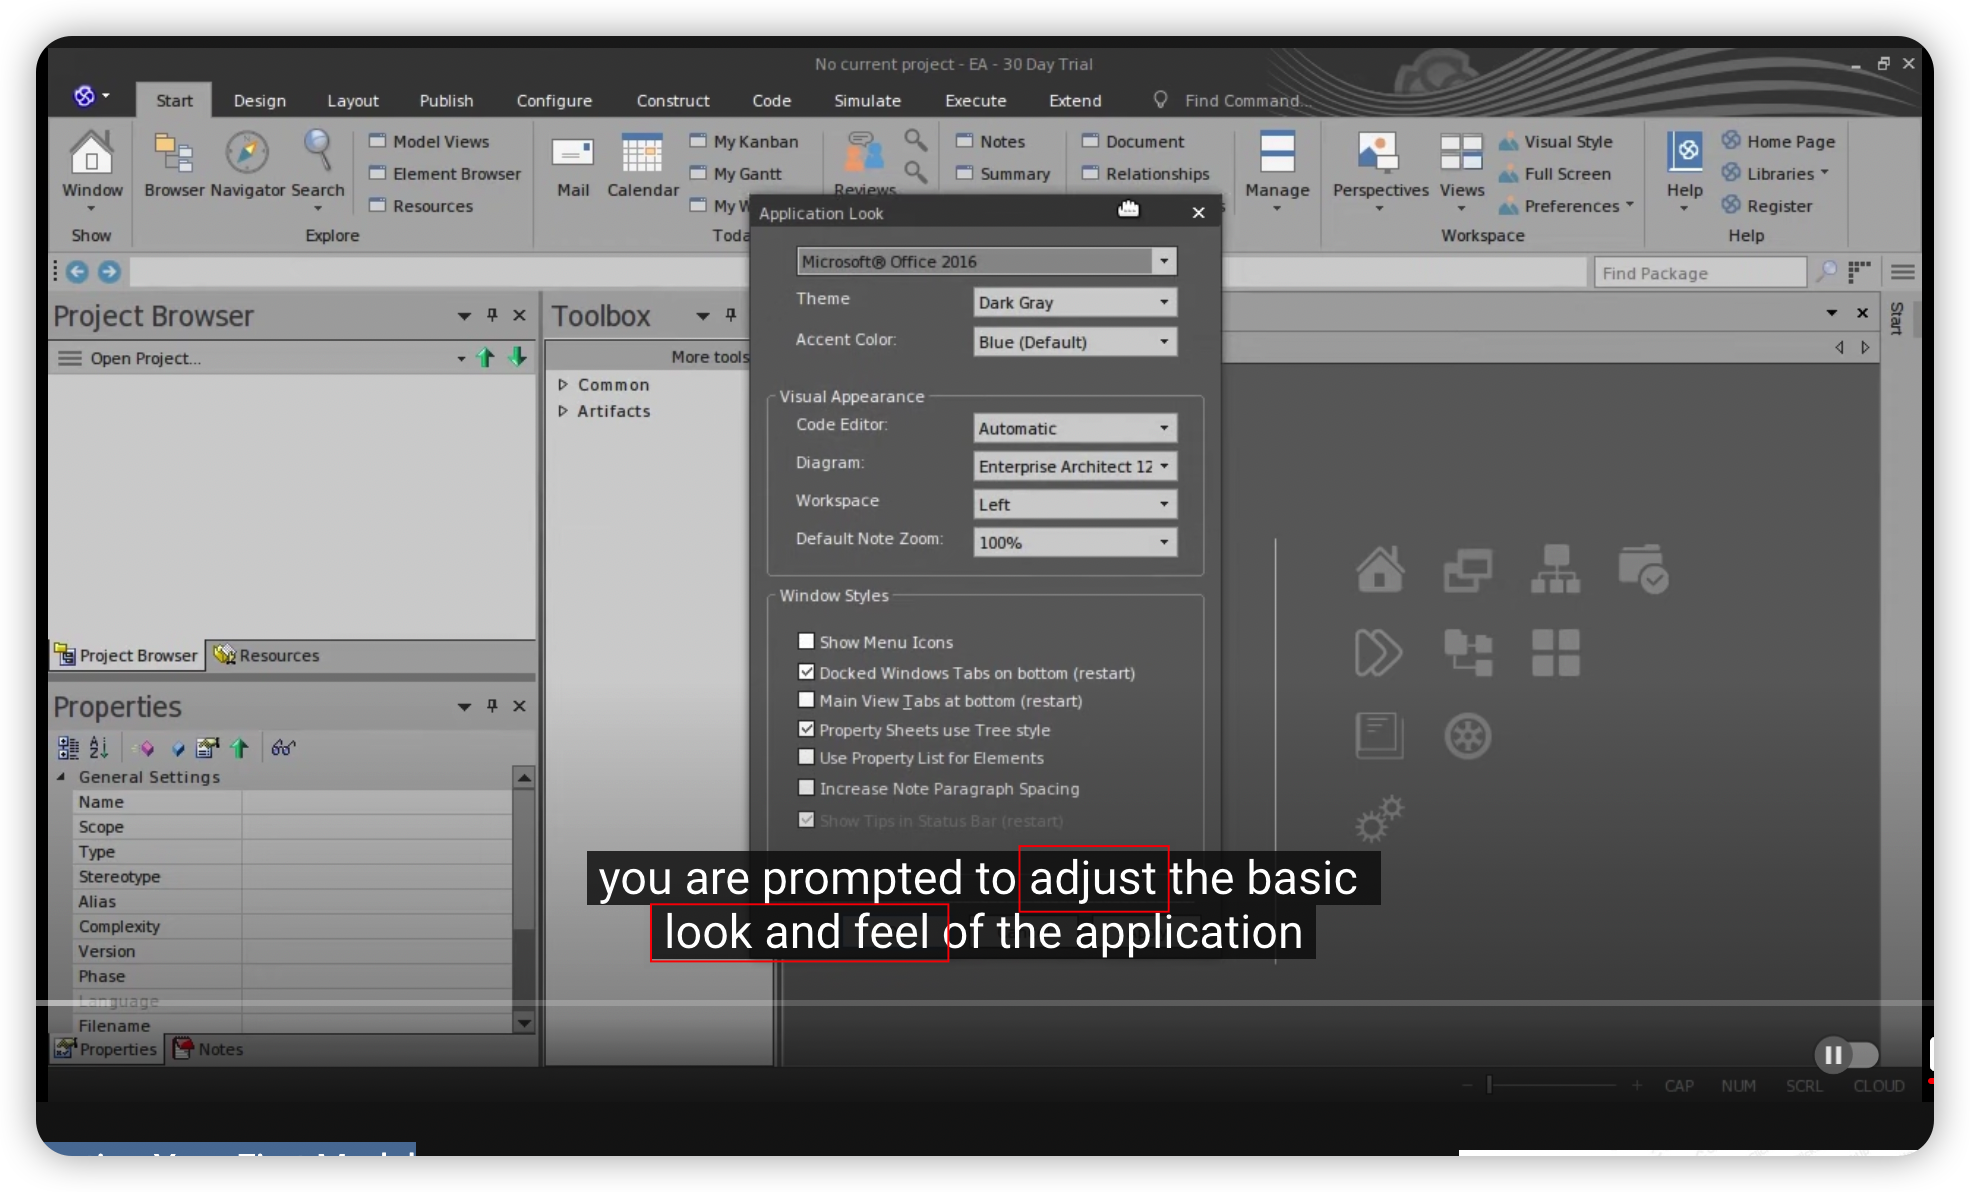 No current project - EA - 30 Day Trial
Start Design Layout Publish Configure Construct Code Simulate Execute Extend Find Command...
Window
Show
Browser
Navigator
Search
Model Views
Element Browser
Resources
Explore
Mail
Calendar
My Kanban
My Gantt
My W
Toda
Reviews
Notes
Summary
Document
Relationships
Manage
Perspectives
Views
Visual Style
Full Screen
Preferences
Workspace
Help
Home Page
Libraries
Register
Help
Find Package
Project Browser
Open Project...
Project Browser
Resources
Properties
General Settings
Name
Scope
Type
Stereotype
Alias
Complexity
Version
Phase
Language
Filename
Properties
Notes
Toolbox
More tools
Common
Artifacts
Application Look
Microsoft® Office 2016
Theme Dark Gray
Accent Color: Blue (Default)
Visual Appearance
Code Editor: Automatic
Diagram: Enterprise Architect 12
Workspace Left
Default Note Zoom: 100%
Window Styles
Show Menu Icons
Docked Windows Tabs on bottom (restart)
Main View Tabs at bottom (restart)
Property Sheets use Tree style
Use Property List for Elements
Increase Note Paragraph Spacing
Show Tips in Status Bar (restart)
Start
you are prompted to adjust the basic
look and feel of the application
CAP NUM SCRL CLOUD